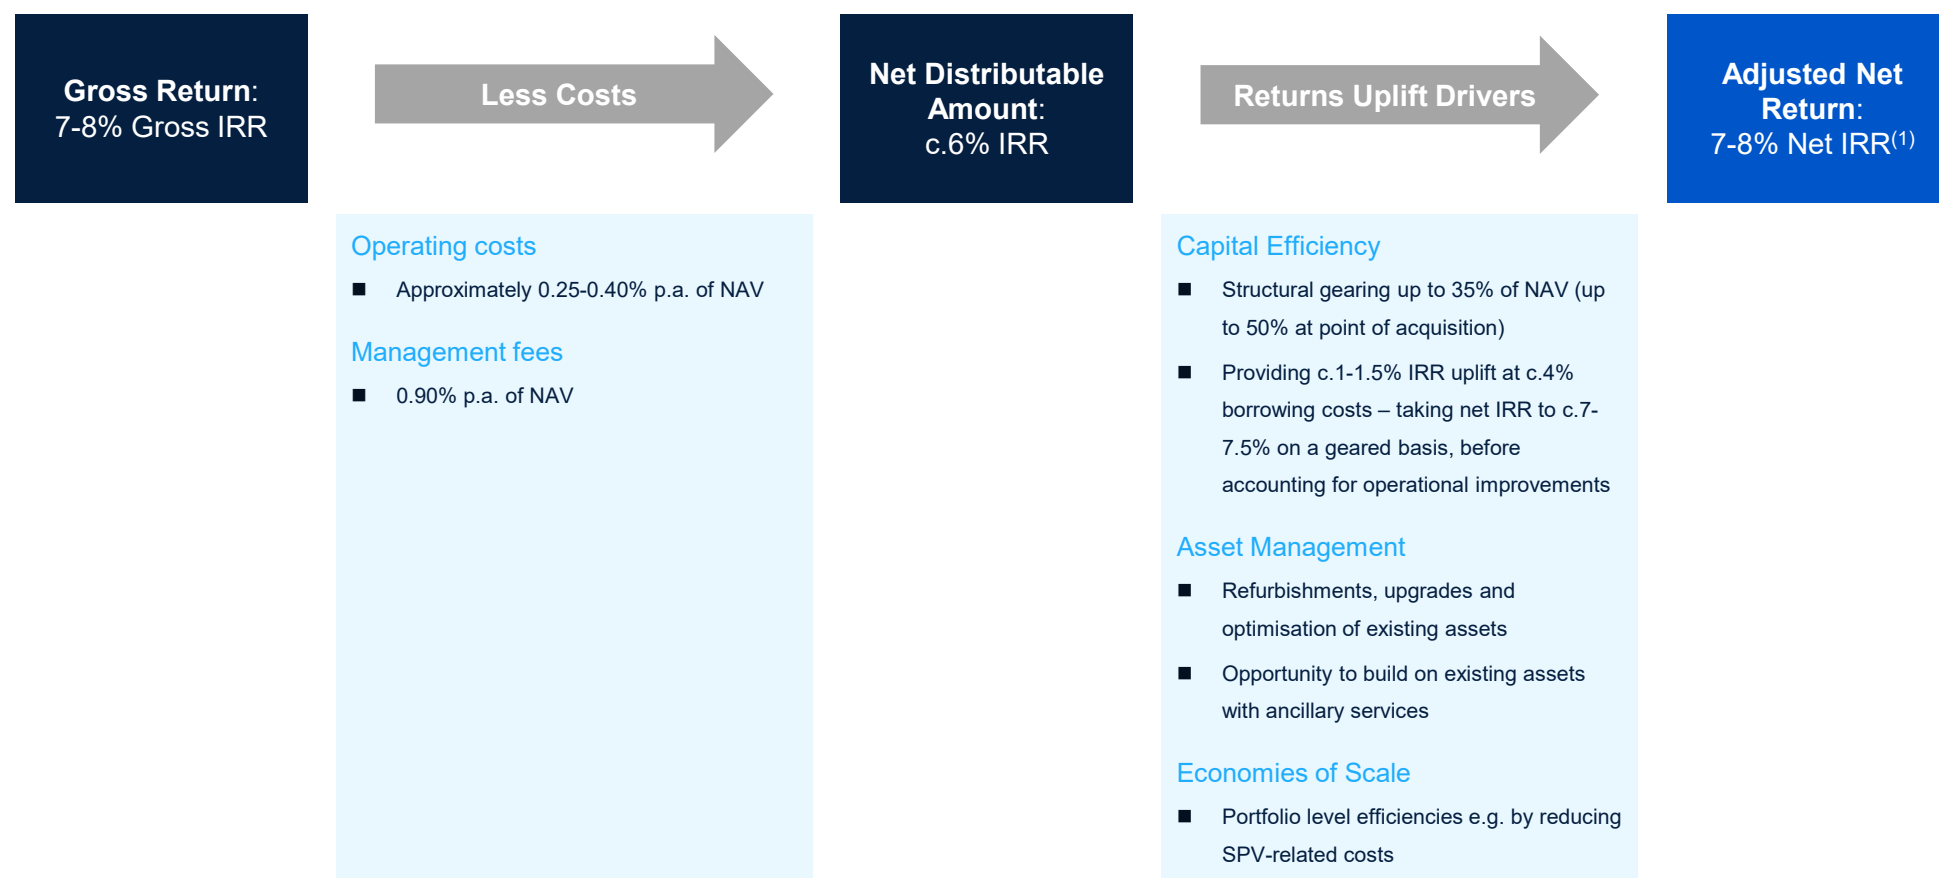 Gross Return:
7-8% Gross IRR
Less Costs
Net Distributable
Amount:
c.6% IRR
Returns Uplift Drivers
Adjusted Net
Return:
7-8% Net IRR(1)
Operating costs
■ Approximately 0.25-0.40% p.a. of NAV
Management fees
■ 0.90% p.a. of NAV
Capital Efficiency
■ Structural gearing up to 35% of NAV (up
to 50% at point of acquisition)
■ Providing c.1-1.5% IRR uplift at c.4%
borrowing costs – taking net IRR to c.7-
7.5% on a geared basis, before
accounting for operational improvements
Asset Management
■ Refurbishments, upgrades and
optimisation of existing assets
■ Opportunity to build on existing assets
with ancillary services
Economies of Scale
■ Portfolio level efficiencies e.g. by reducing
SPV-related costs